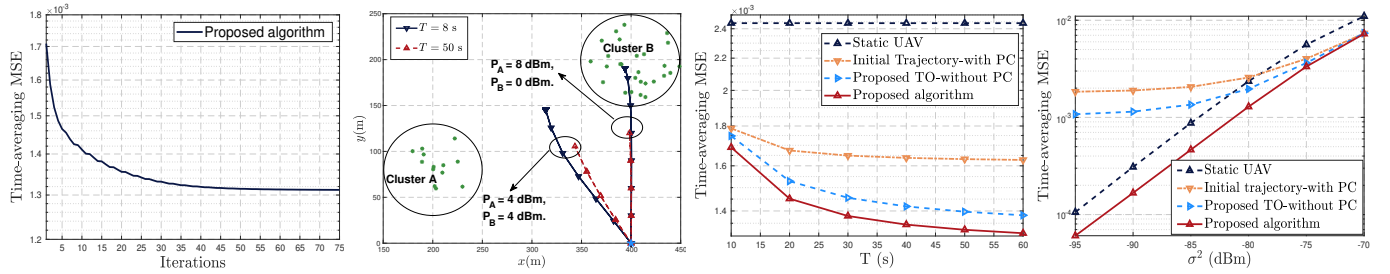 ×10⁻³
1.8
1.7
1.6
1.5
1.4
1.3
1.2
5 10 15 20 25 30 35 40 45 50 55 60 65 70 75
Time-averaging MSE
Iterations
Proposed algorithm
250
200
150
100
50
0
150 200 250 300 350 400 450
y(m)
x(m)
T = 8 s
T = 50 s
Cluster B
P_A = 8 dBm,
P_B = 0 dBm.
Cluster A
P_A = 4 dBm,
P_B = 4 dBm.
×10⁻³
2.4
2.2
2
1.8
1.6
1.4
10 20 30 40 50 60
Time-averaging MSE
T (s)
Static UAV
Initial Trajectory-with PC
Proposed TO-without PC
Proposed algorithm
10⁻²
10⁻³
10⁻⁴
-95 -90 -85 -80 -75 -70
Time-averaging MSE
σ² (dBm)
Static UAV
Initial trajectory-with PC
Proposed TO-without PC
Proposed algorithm